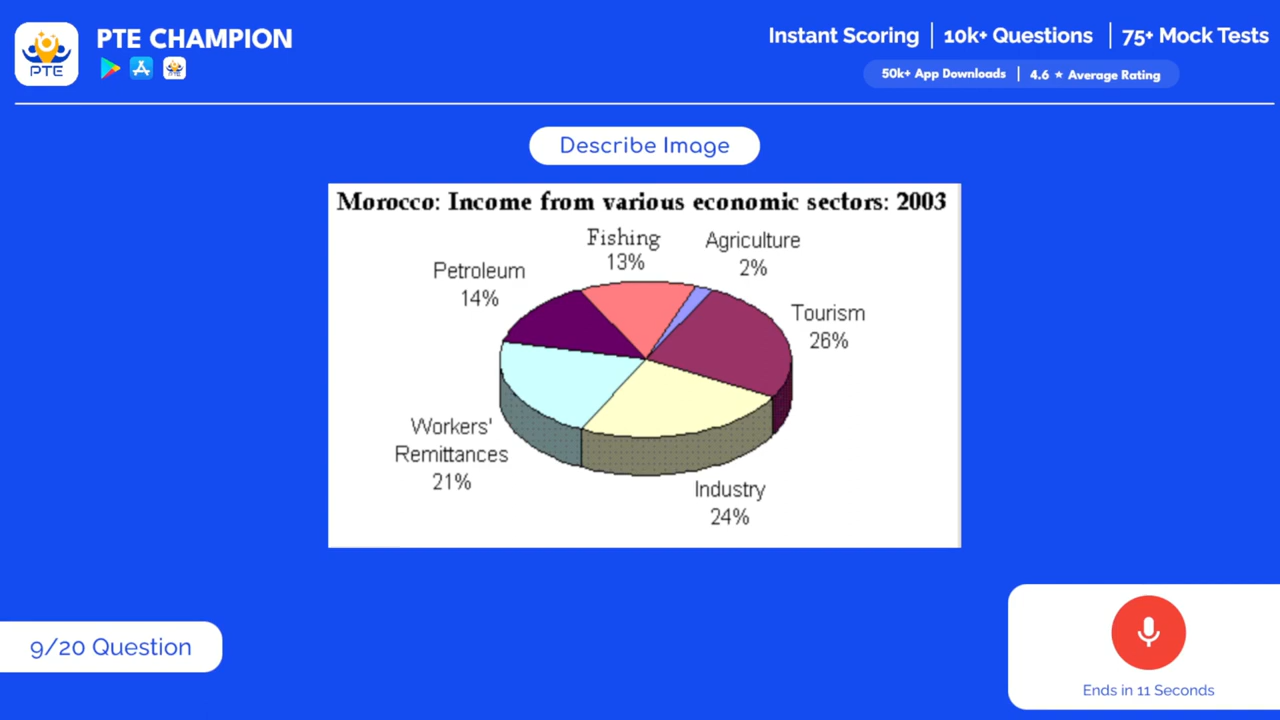 PTE CHAMPION
PTE
Instant Scoring
10k+ Questions
75+ Mock Tests
50k+ App Downloads
4.6 ★ Average Rating
Describe Image
Morocco: Income from various economic sectors: 2003
Fishing
13%
Agriculture
2%
Petroleum
14%
Tourism
26%
Workers'
Remittances
21%
Industry
24%
9/20 Question
Ends in 11 Seconds